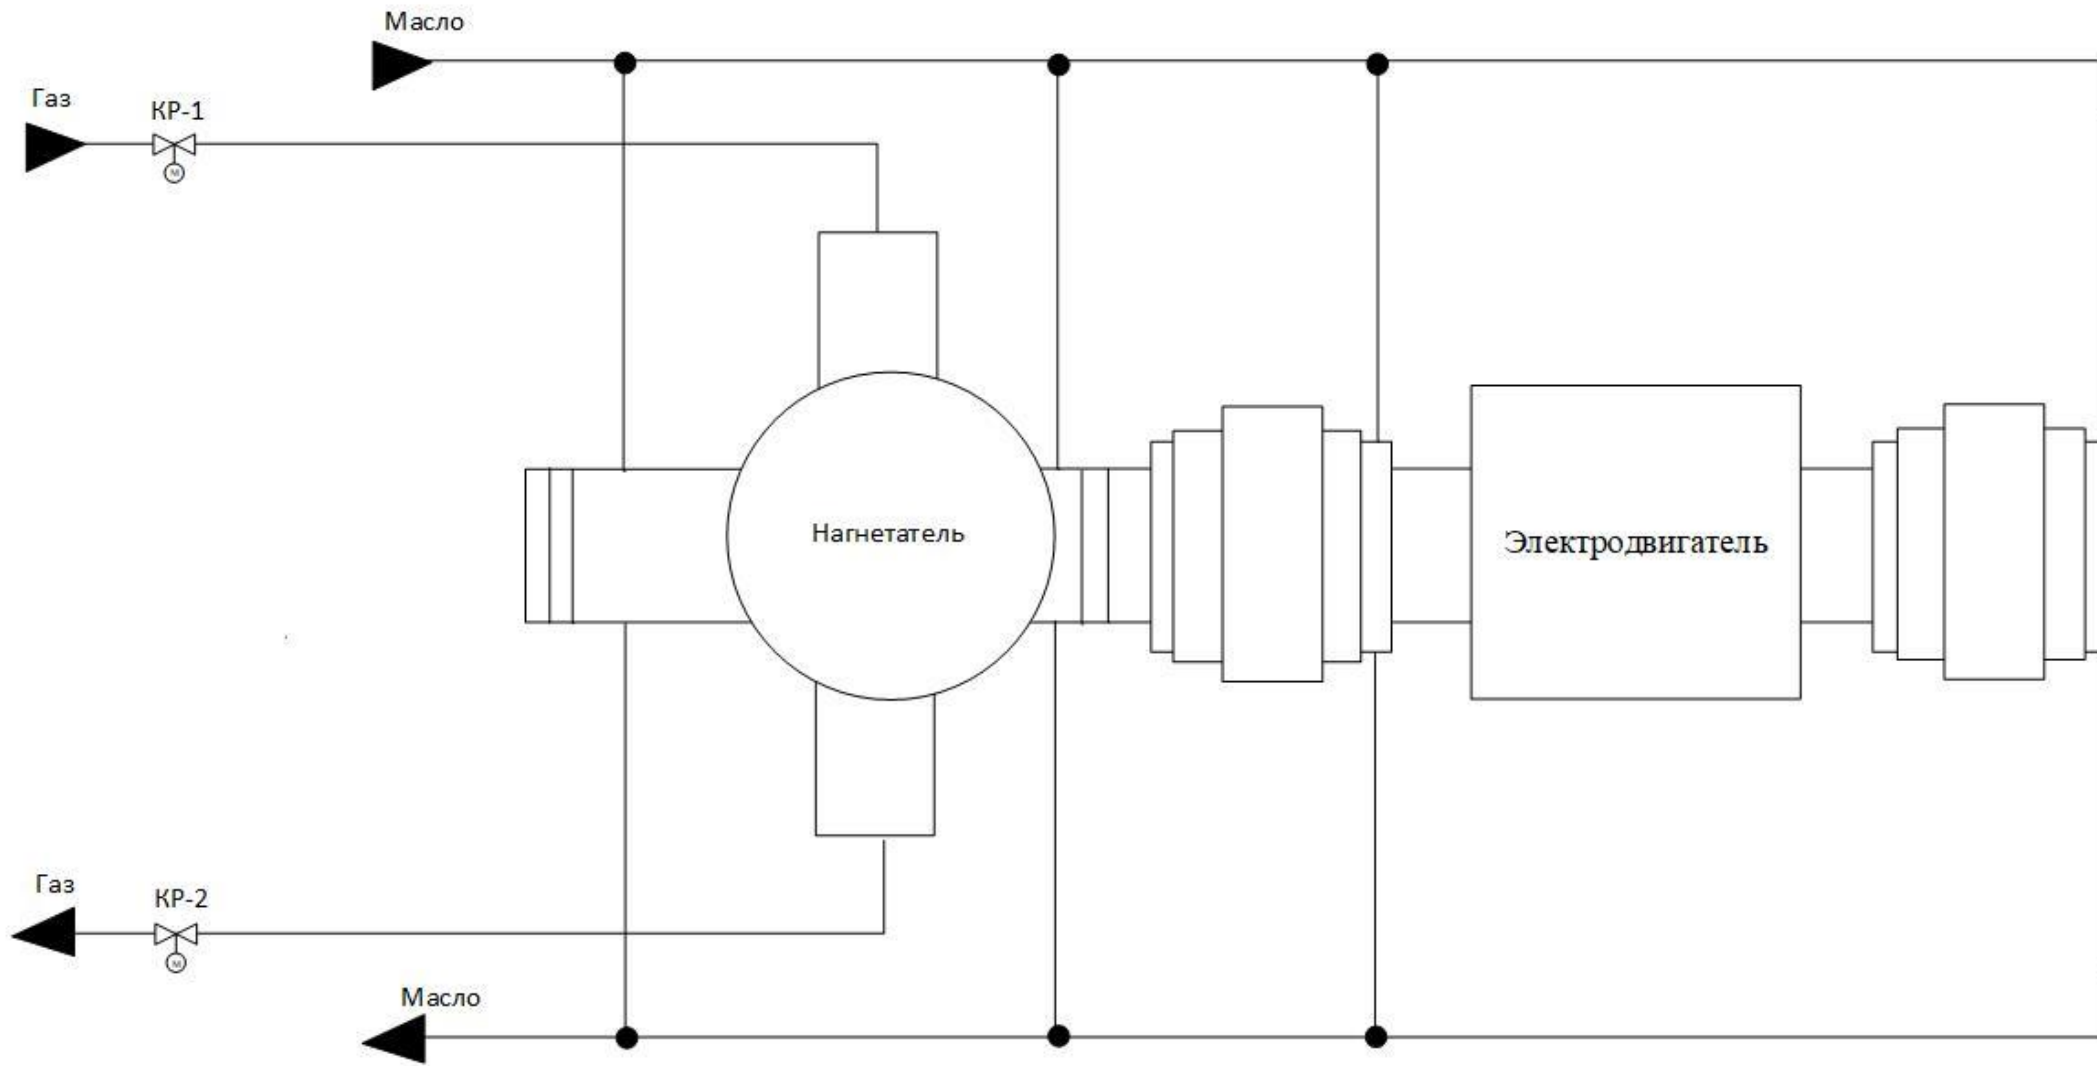 Масло
Газ
КР-1
М
Нагнетатель
Электродвигатель
Газ
КР-2
М
Масло